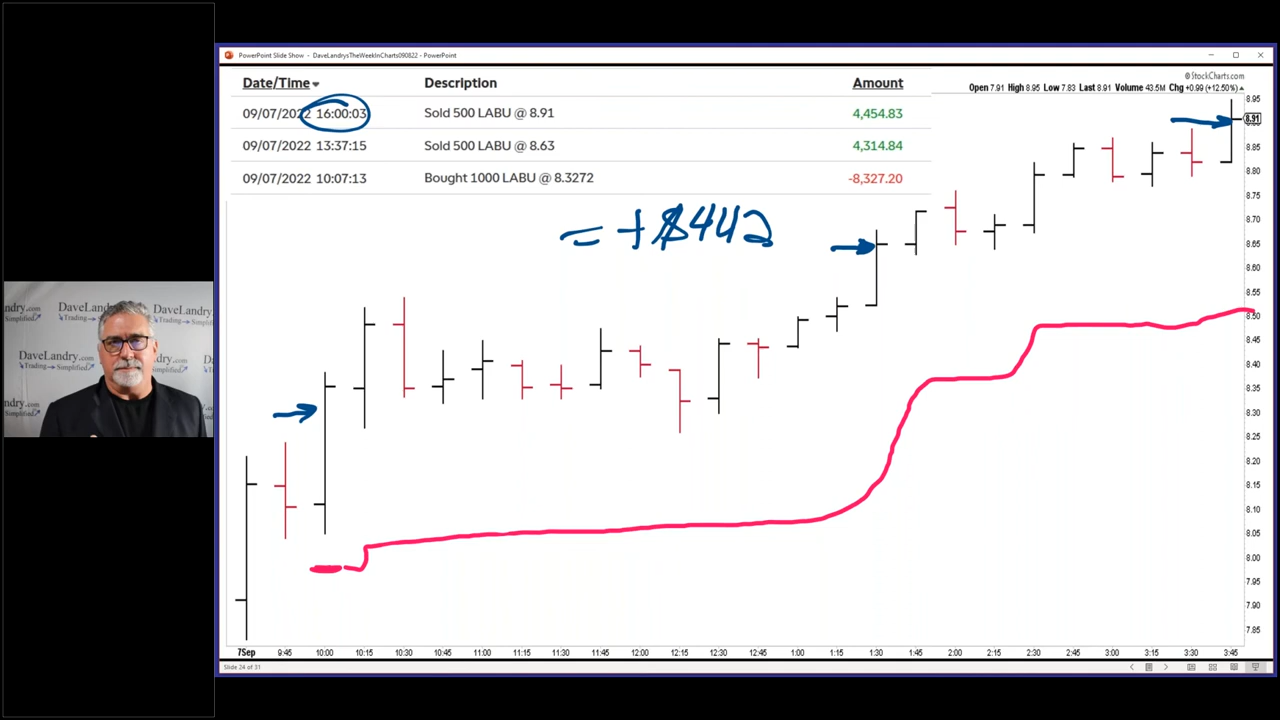 PowerPoint Slide Show - DaveLandrysTheWeekInCharts090822 - PowerPoint
Date/Time Description Amount
09/07/2022 16:00:03 Sold 500 LABU @ 8.91 4,454.83
09/07/2022 13:37:15 Sold 500 LABU @ 8.63 4,314.84
09/07/2022 10:07:13 Bought 1000 LABU @ 8.3272 -8,327.20
= +$442
© StockCharts.com
Open 7.91 High 8.95 Low 7.83 Last 8.91 Volume 43.5M Chg +0.99 (+12.50%)
8.95
8.91
8.85
8.80
8.75
8.70
8.65
8.60
8.55
8.50
8.45
8.40
8.35
8.30
8.25
8.20
8.15
8.10
8.05
8.00
7.95
7.90
7.85
7Sep 9:45 10:00 10:15 10:30 10:45 11:00 11:15 11:30 11:45 12:00 12:15 12:30 12:45 1:00 1:15 1:30 1:45 2:00 2:15 2:30 2:45 3:00 3:15 3:30 3:45
Slide 24 of 31
DaveLandry.com
Trading Simplified